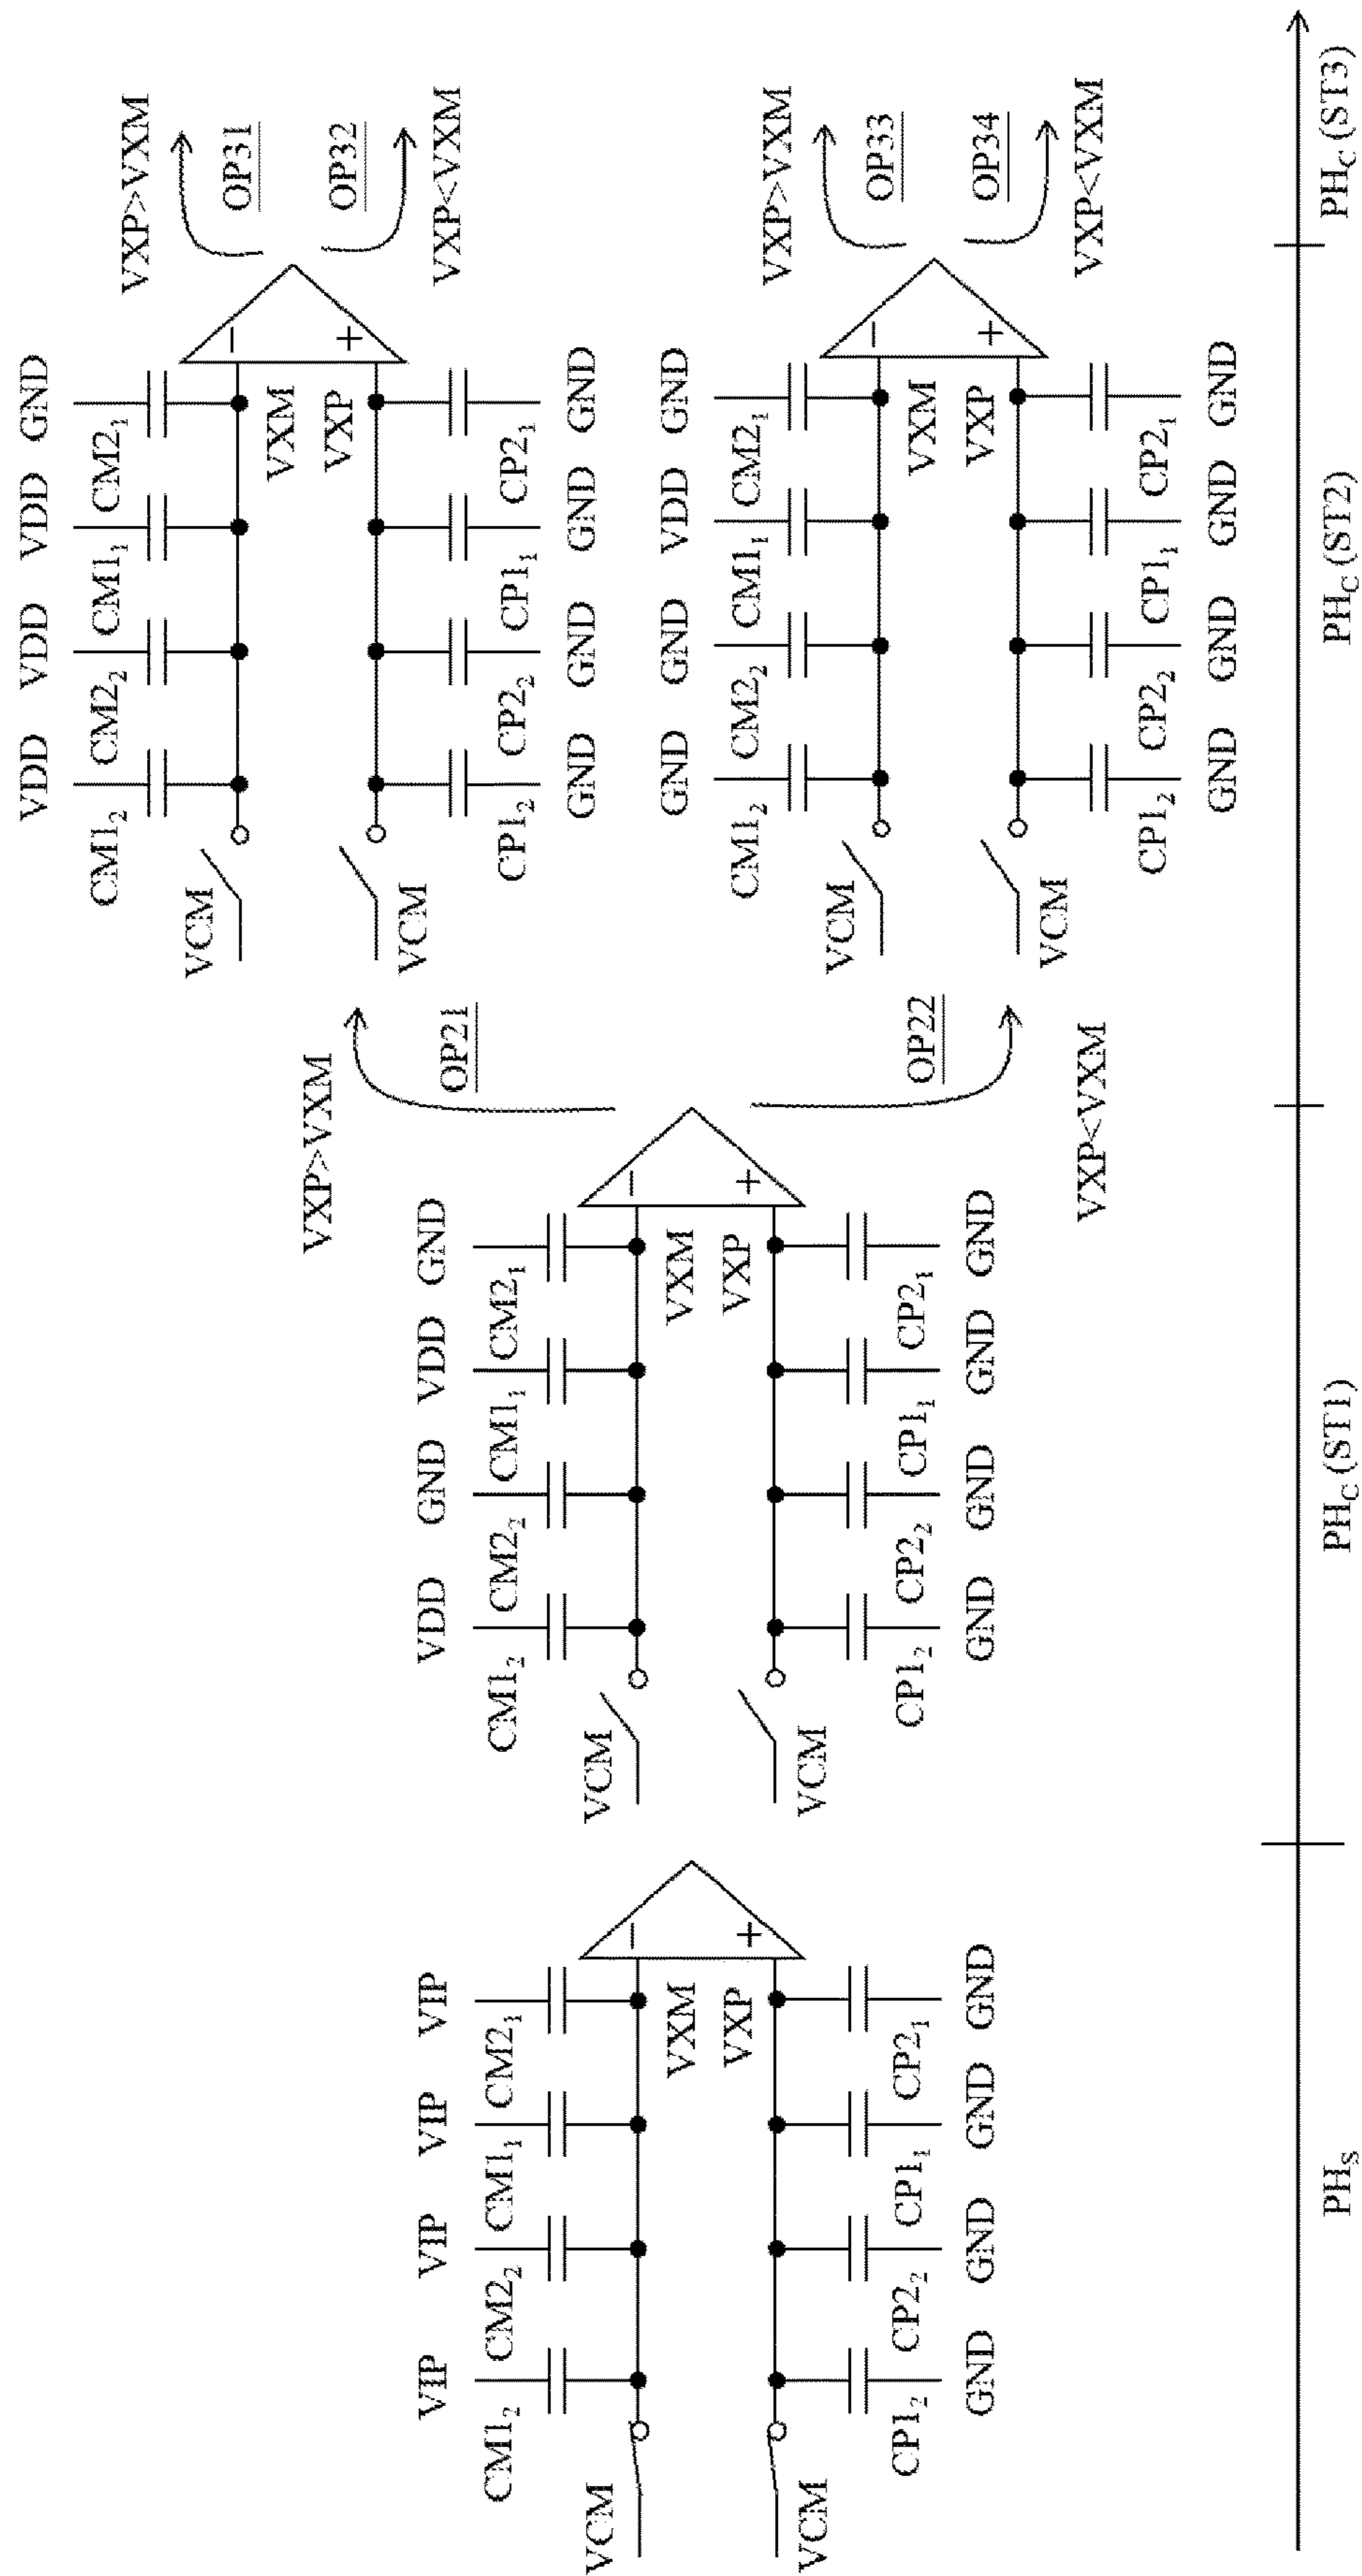 VIP VIP VIP VIP
CM1₂ CM2₂ CM1₁ CM2₁
VCM
−
VXM
VXP
+
VCM
CP1₂ CP2₂ CP1₁ CP2₁
GND GND GND GND
VDD GND VDD GND
CM1₂ CM2₂ CM1₁ CM2₁
VCM
−
VXM
VXP
+
VCM
CP1₂ CP2₂ CP1₁ CP2₁
GND GND GND GND
VXP>VXM
OP21
OP22
VXP<VXM
VDD VDD VDD GND
CM1₂ CM2₂ CM1₁ CM2₁
VCM
−
VXM
VXP
+
VCM
CP1₂ CP2₂ CP1₁ CP2₁
GND GND GND GND
VXP>VXM
OP31
OP32
VXP<VXM
GND GND VDD GND
CM1₂ CM2₂ CM1₁ CM2₁
VCM
−
VXM
VXP
+
VCM
CP1₂ CP2₂ CP1₁ CP2₁
GND GND GND GND
VXP>VXM
OP33
OP34
VXP<VXM
PH_S PH_C (ST1) PH_C (ST2) PH_C (ST3)